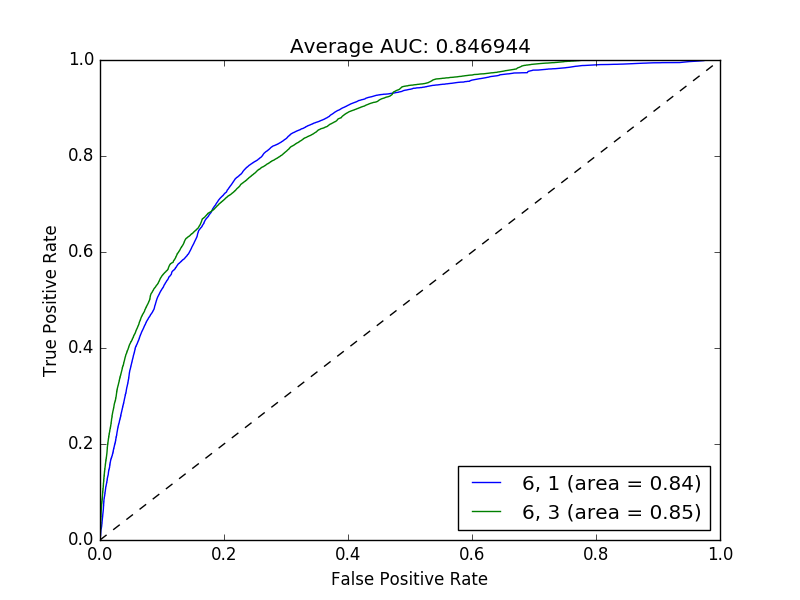 Average AUC: 0.846944
1.0
0.8
0.6
0.4
0.2
0.0
True Positive Rate
6, 1 (area = 0.84)
6, 3 (area = 0.85)
0.0 0.2 0.4 0.6 0.8 1.0
False Positive Rate